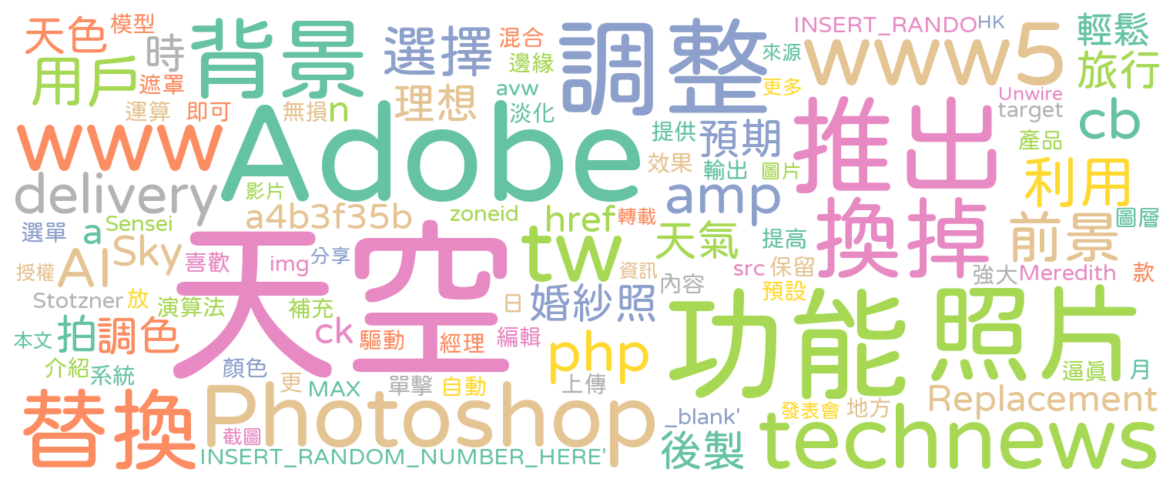 天色
模型
時
背景
選擇
混合
調整
INSERT_RANDO
HK
來源
www5
輕鬆
用戶
遮罩
邊緣
更多
旅行
運算
即可
無損
n
理想
avw
淡化
Unwire
target
cb
www
Adobe
提供
預期
推出
產品
delivery
影片
效果
輸出
圖片
利用
amp
選單
a
Sensei
a4b3f35b
zoneid
href
轉載
換掉
前景
圖層
授權
AI
Sky
喜歡
天空
img
分享
tw
天氣
提高
資訊
內容
src
保留
強大
Meredith
款
Stotzner
放
演算法
補充
日
婚紗照
預設
本文
拍
調色
ck
驅動
經理
編輯
功能
照片
介紹
系統
顏色
更
MAX
單擊
自動
php
上傳
逼真
月
替換
Photoshop
_blank'
發表會
地方
Replacement
截圖
INSERT_RANDOM_NUMBER_HERE'
後製
technews